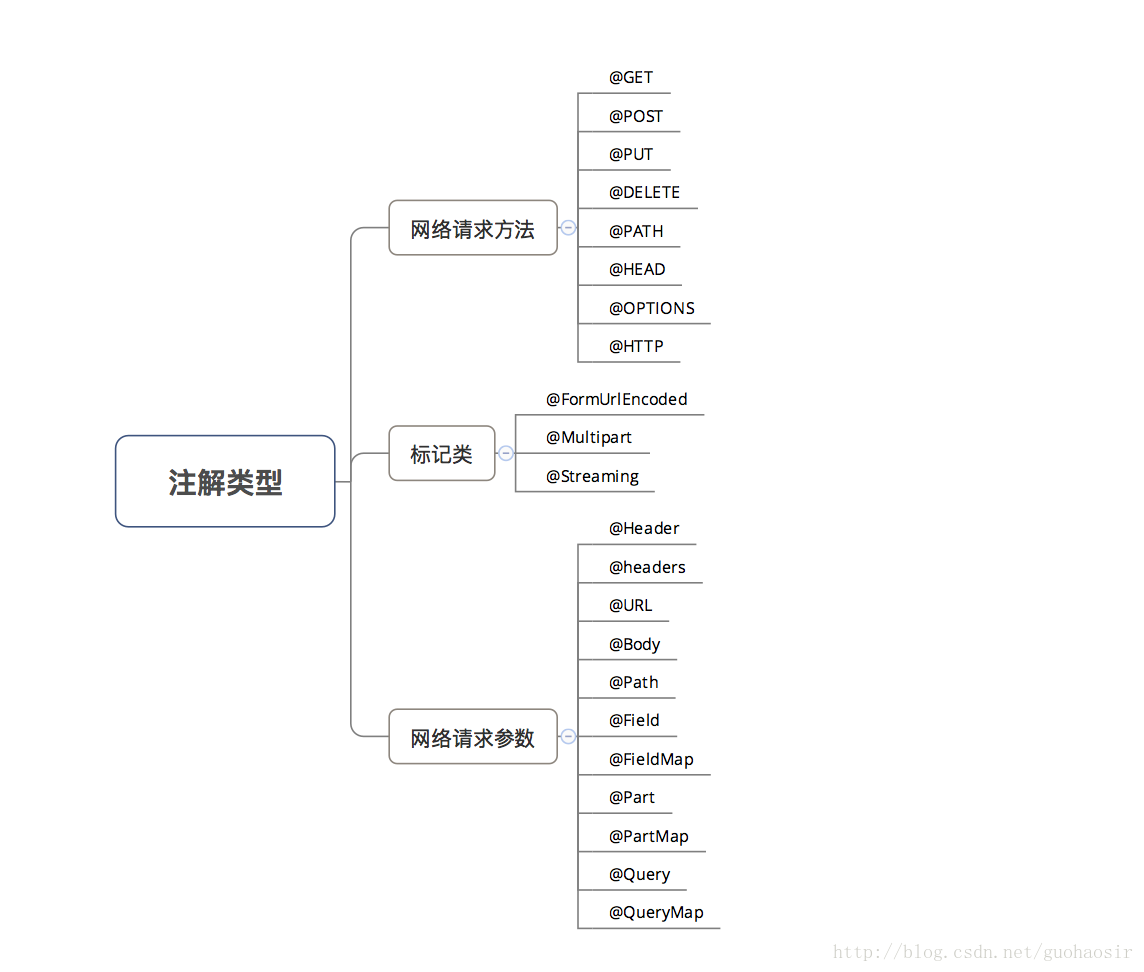 注解类型
网络请求方法
@GET
@POST
@PUT
@DELETE
@PATH
@HEAD
@OPTIONS
@HTTP
标记类
@FormUrlEncoded
@Multipart
@Streaming
网络请求参数
@Header
@headers
@URL
@Body
@Path
@Field
@FieldMap
@Part
@PartMap
@Query
@QueryMap
http://blog.csdn.net/guohaosir